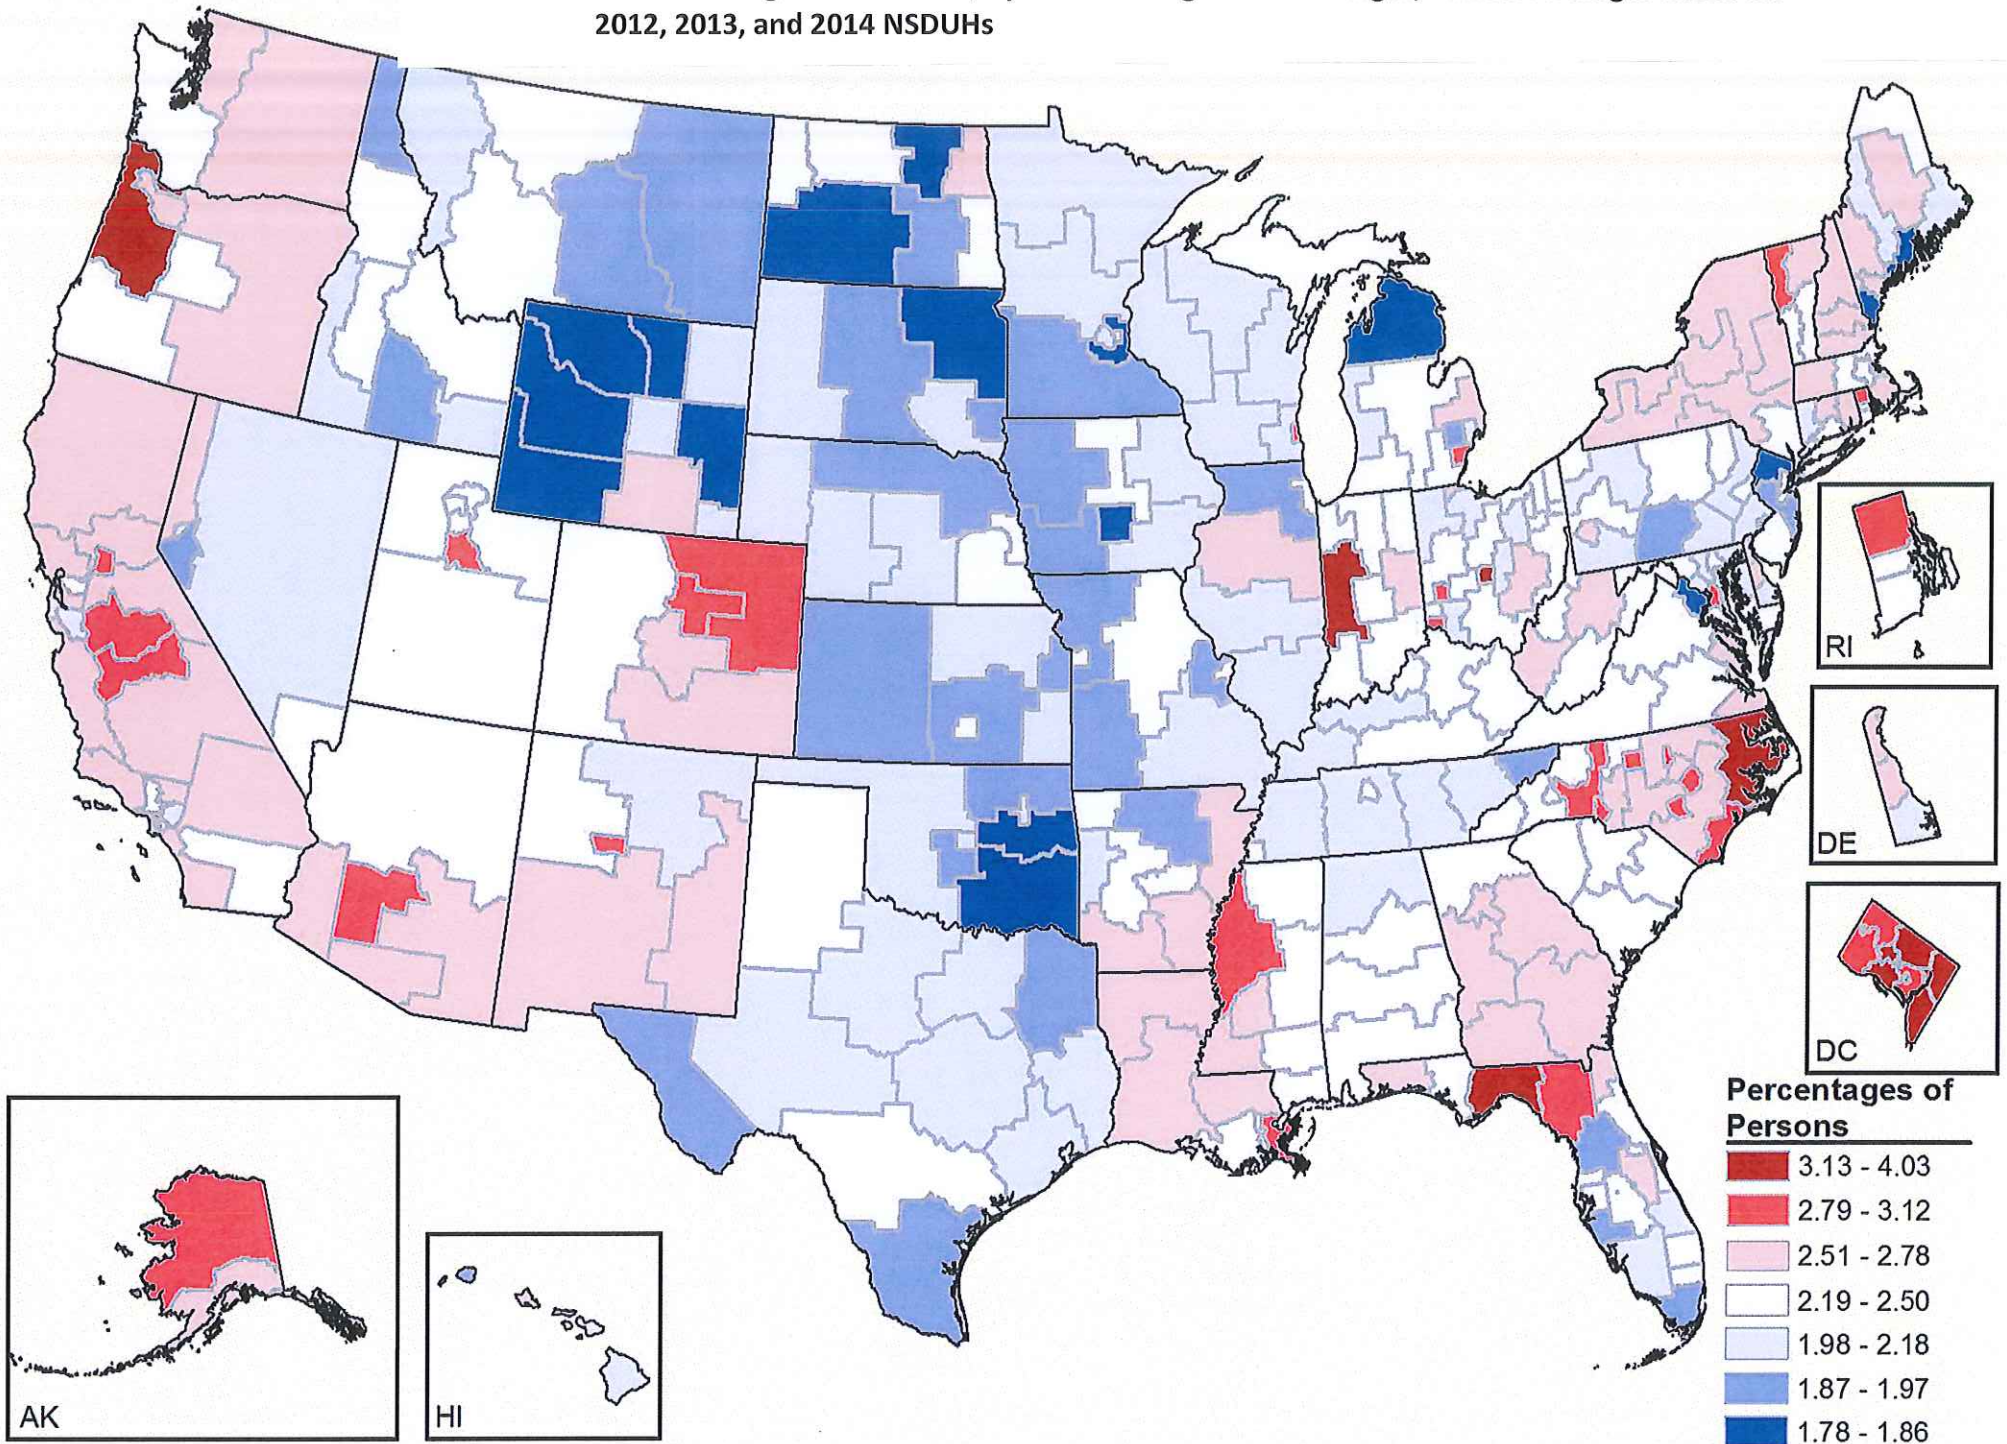 2012, 2013, and 2014 NSDUHs
RI
DE
DC
AK
HI
Percentages of
Persons
3.13 - 4.03
2.79 - 3.12
2.51 - 2.78
2.19 - 2.50
1.98 - 2.18
1.87 - 1.97
1.78 - 1.86